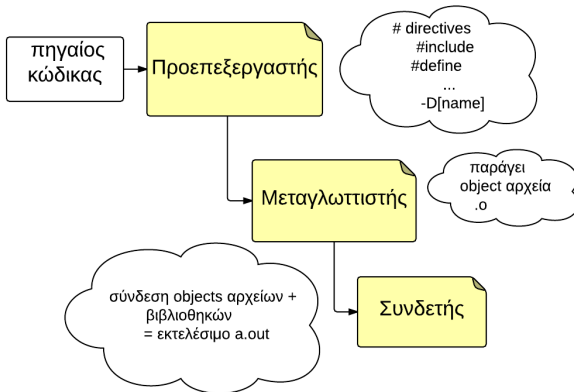 πηγαίος
κώδικας
Προεπεξεργαστής
# directives
#include
#define
...
-D[name]
Μεταγλωττιστής
παράγει
object αρχεία
.o
σύνδεση objects αρχείων +
βιβλιοθηκών
= εκτελέσιμο a.out
Συνδετής